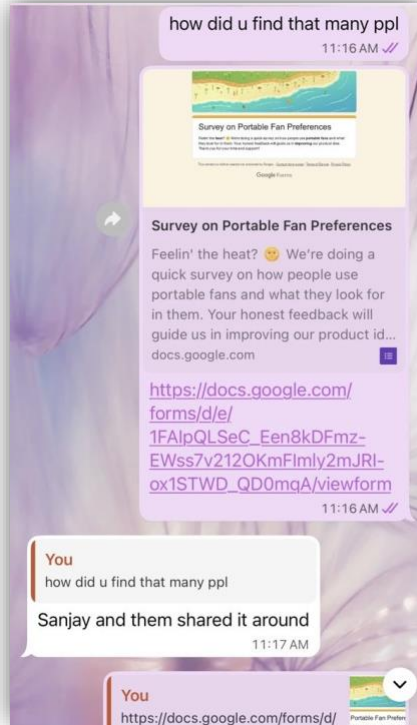 how did u find that many ppl
11:16 AM
Survey on Portable Fan Preferences
Google Forms
Survey on Portable Fan Preferences
Feelin' the heat? 🥵 We're doing a
quick survey on how people use
portable fans and what they look for
in them. Your honest feedback will
guide us in improving our product id...
docs.google.com
https://docs.google.com/
forms/d/e/
1FAIpQLSeC_Een8kDFmz-
EWss7v212OKmFImly2mJRI-
ox1STWD_QD0mqA/viewform
11:16 AM
You
how did u find that many ppl
Sanjay and them shared it around
11:17 AM
You
https://docs.google.com/forms/d/